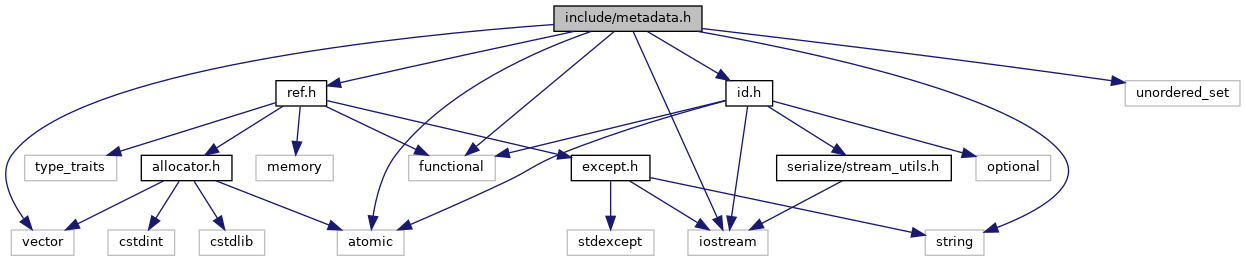 include/metadata.h
ref.h
id.h
unordered_set
type_traits
allocator.h
memory
functional
except.h
serialize/stream_utils.h
optional
vector
cstdint
cstdlib
atomic
stdexcept
iostream
string